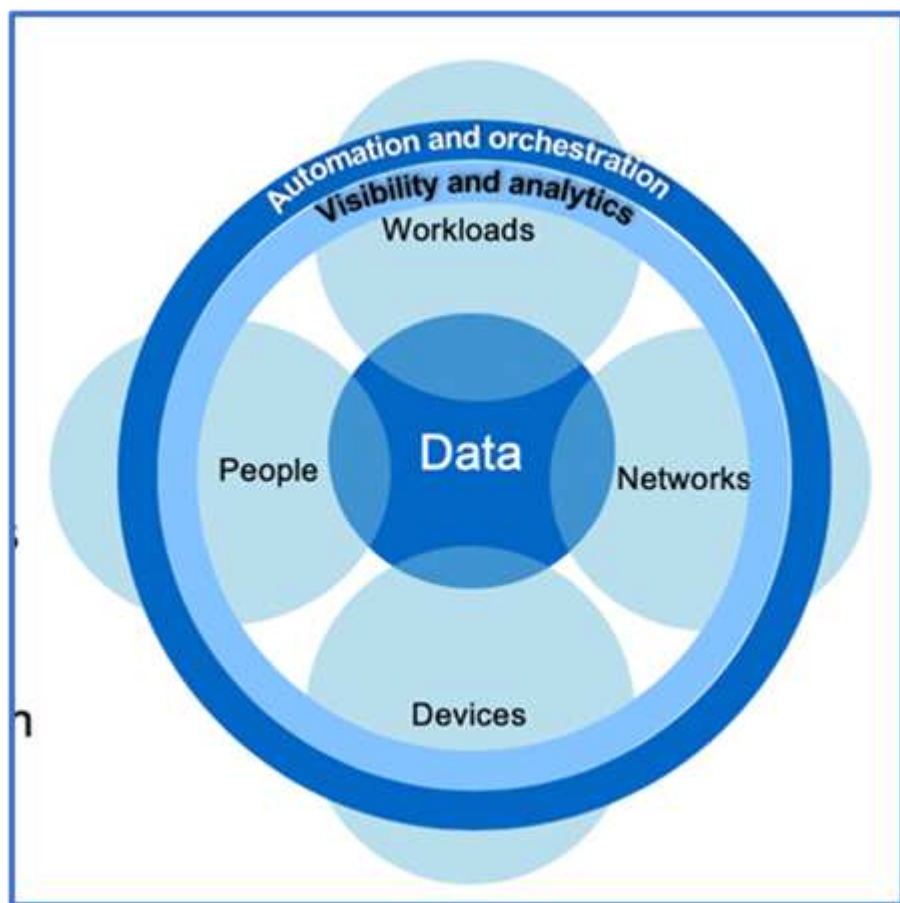 Automation and orchestration
Visibility and analytics
Workloads
Data
People
Networks
Devices
s
n